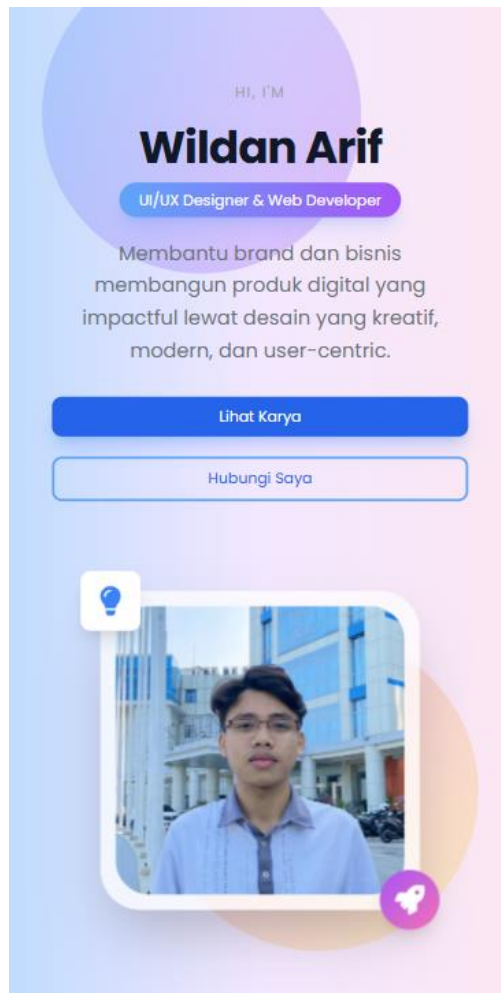 HI, I'M
Wildan Arif
UI/UX Designer & Web Developer
Membantu brand dan bisnis
membangun produk digital yang
impactful lewat desain yang kreatif,
modern, dan user-centric.
Lihat Karya
Hubungi Saya